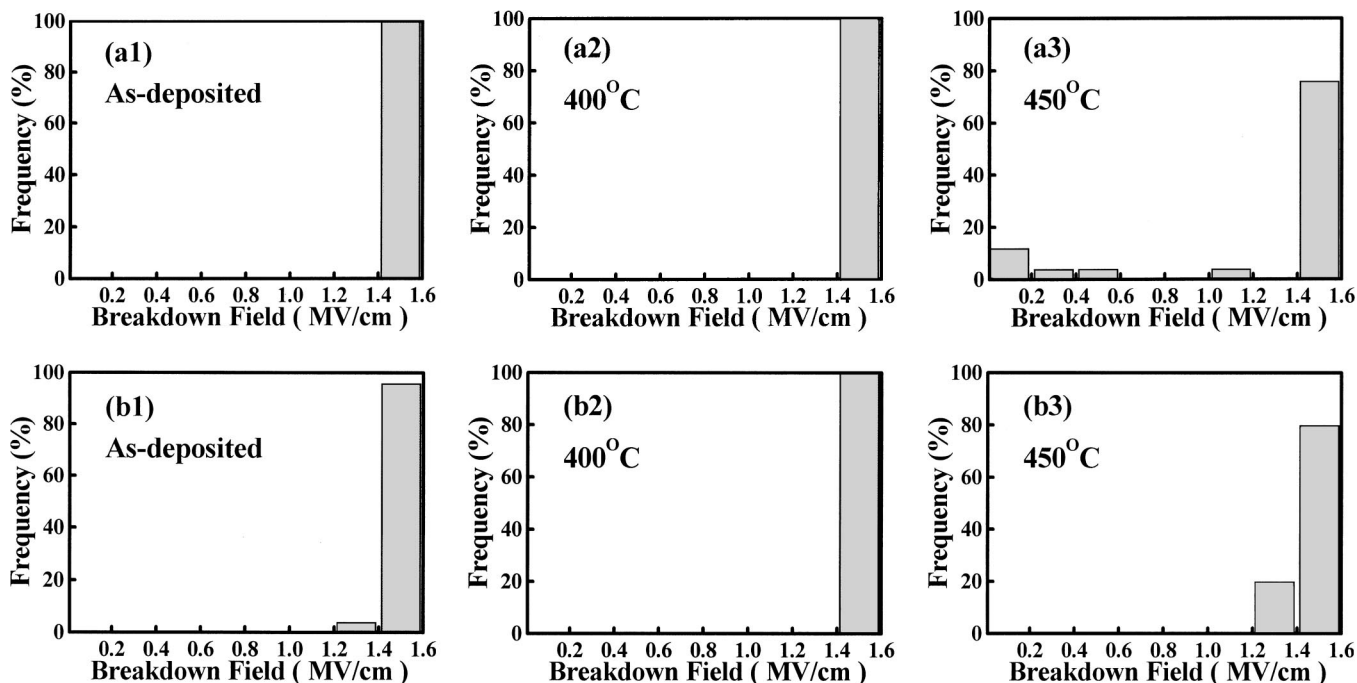 (a1)
As-deposited
Frequency (%)
100
80
60
40
20
0
0.2 0.4 0.6 0.8 1.0 1.2 1.4 1.6
Breakdown Field ( MV/cm )
(a2)
400°C
Frequency (%)
100
80
60
40
20
0
0.2 0.4 0.6 0.8 1.0 1.2 1.4 1.6
Breakdown Field ( MV/cm )
(a3)
450°C
Frequency (%)
100
80
60
40
20
0
0.2 0.4 0.6 0.8 1.0 1.2 1.4 1.6
Breakdown Field ( MV/cm )
(b1)
As-deposited
Frequency (%)
100
80
60
40
20
0
0.2 0.4 0.6 0.8 1.0 1.2 1.4 1.6
Breakdown Field ( MV/cm )
(b2)
400°C
Frequency (%)
100
80
60
40
20
0
0.2 0.4 0.6 0.8 1.0 1.2 1.4 1.6
Breakdown Field ( MV/cm )
(b3)
450°C
Frequency (%)
100
80
60
40
20
0
0.2 0.4 0.6 0.8 1.0 1.2 1.4 1.6
Breakdown Field ( MV/cm )